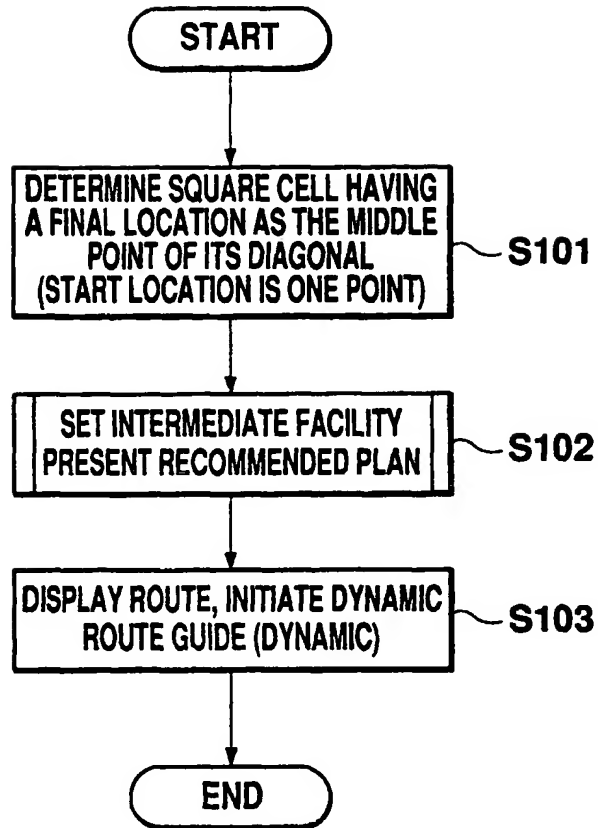 START
DETERMINE SQUARE CELL HAVING
A FINAL LOCATION AS THE MIDDLE
POINT OF ITS DIAGONAL
(START LOCATION IS ONE POINT)
S101
SET INTERMEDIATE FACILITY
PRESENT RECOMMENDED PLAN
S102
DISPLAY ROUTE, INITIATE DYNAMIC
ROUTE GUIDE (DYNAMIC)
S103
END